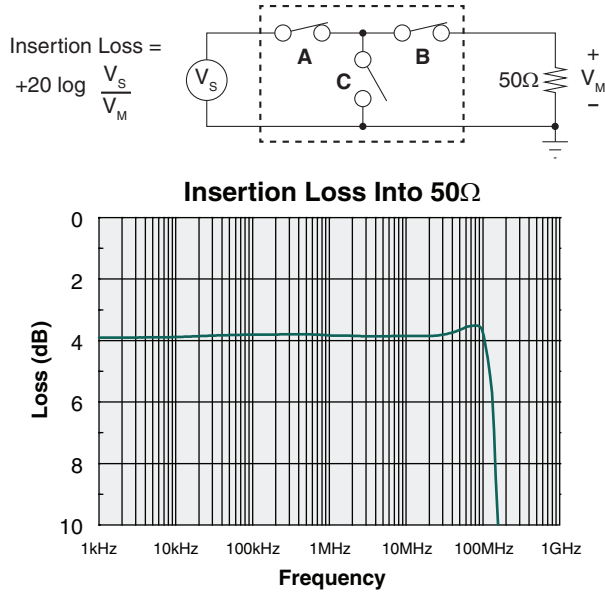 Insertion Loss =
+20 log V_S / V_M
V_S
A
B
C
50Ω
+
V_M
−
Insertion Loss Into 50Ω
Loss (dB)
0
2
4
6
8
10
1kHz 10kHz 100kHz 1MHz 10MHz 100MHz 1GHz
Frequency